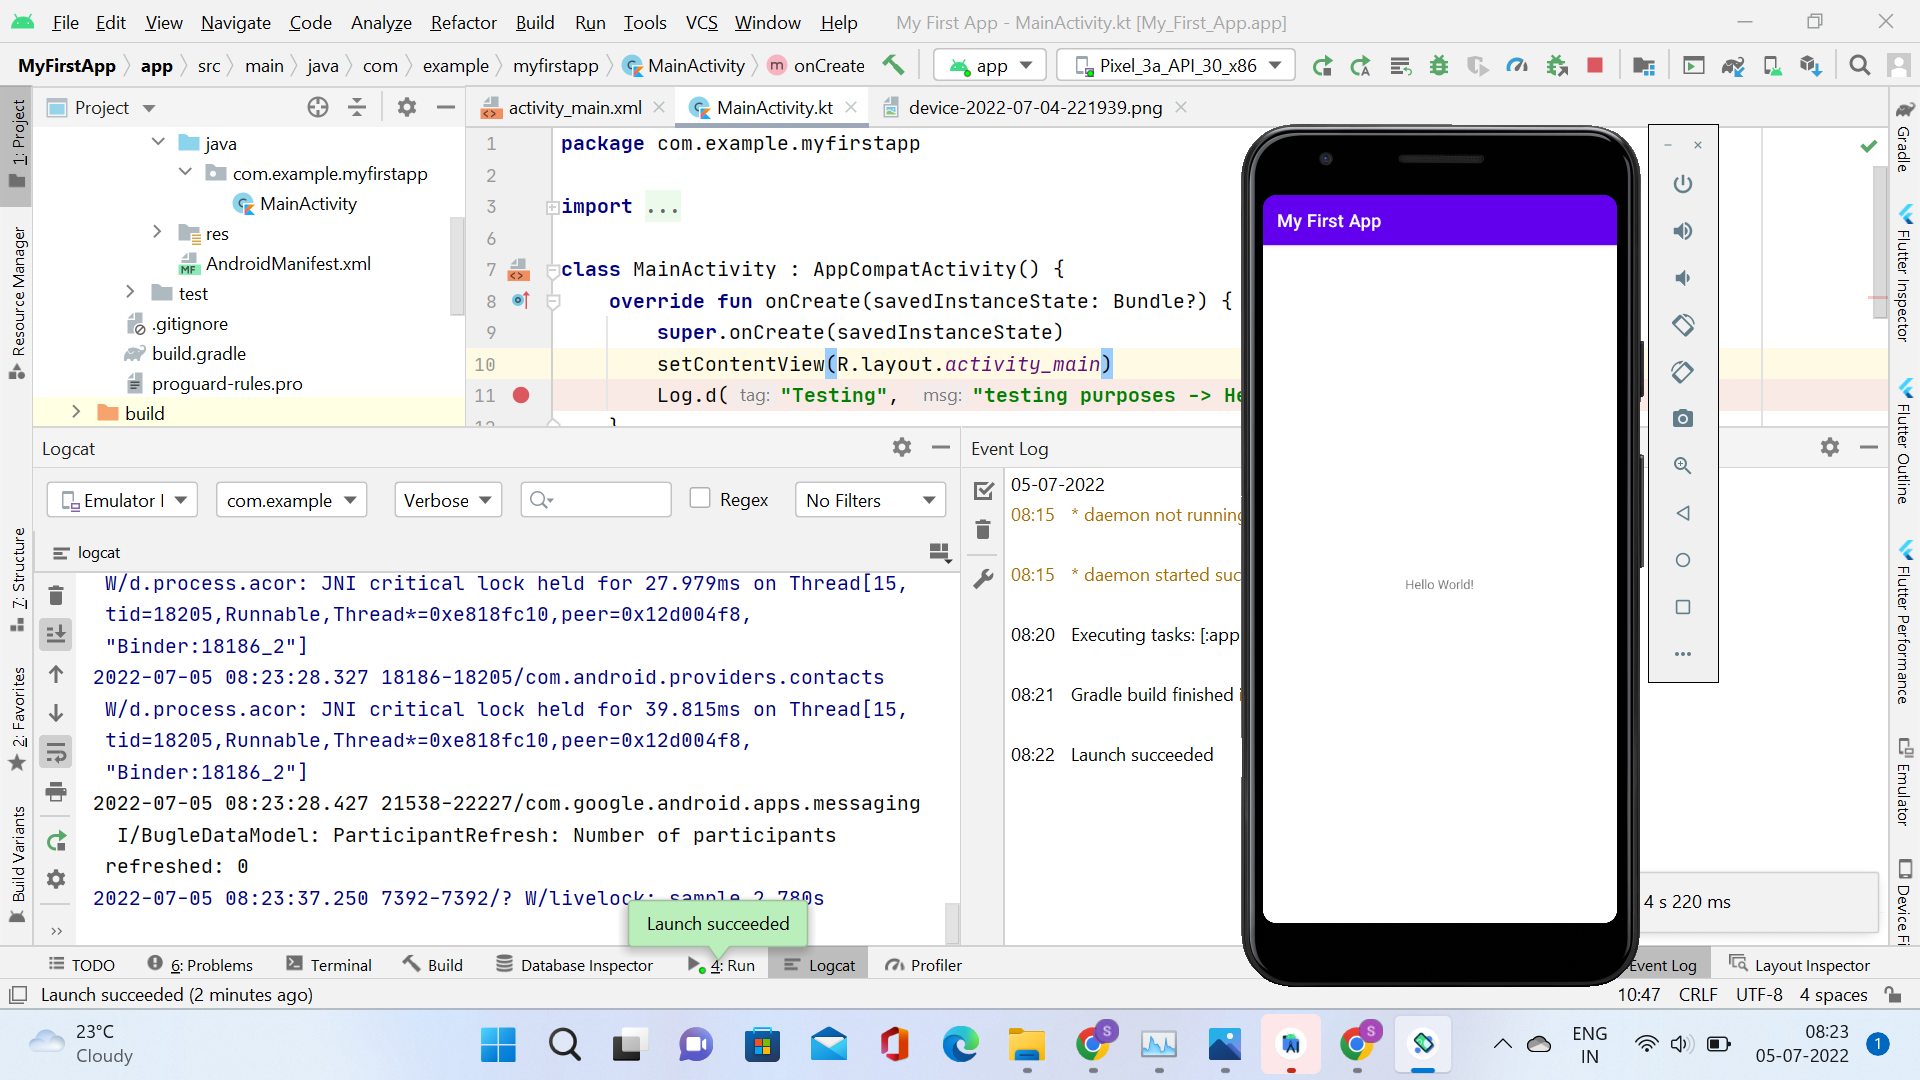 File Edit View Navigate Code Analyze Refactor Build Run Tools VCS Window Help My First App - MainActivity.kt [My_First_App.app]
MyFirstApp app src main java com example myfirstapp MainActivity m onCreate app Pixel_3a_API_30_x86
1: Project
Resource Manager
7: Structure
2: Favorites
Build Variants
Project
java
com.example.myfirstapp
MainActivity
res
MF AndroidManifest.xml
test
.gitignore
build.gradle
proguard-rules.pro
build
activity_main.xml MainActivity.kt device-2022-07-04-221939.png
1 package com.example.myfirstapp
2
3 import ...
6
7 class MainActivity : AppCompatActivity() {
8 override fun onCreate(savedInstanceState: Bundle?) {
9 super.onCreate(savedInstanceState)
10 setContentView(R.layout.activity_main)
11 Log.d( tag: "Testing", msg: "testing purposes -> He
12 }
Logcat
Emulator com.example Verbose Regex No Filters
logcat
W/d.process.acor: JNI critical lock held for 27.979ms on Thread[15,
tid=18205,Runnable,Thread*=0xe818fc10,peer=0x12d004f8,
"Binder:18186_2"]
2022-07-05 08:23:28.327 18186-18205/com.android.providers.contacts
W/d.process.acor: JNI critical lock held for 39.815ms on Thread[15,
tid=18205,Runnable,Thread*=0xe818fc10,peer=0x12d004f8,
"Binder:18186_2"]
2022-07-05 08:23:28.427 21538-22227/com.google.android.apps.messaging
I/BugleDataModel: ParticipantRefresh: Number of participants
refreshed: 0
2022-07-05 08:23:37.250 7392-7392/? W/livelock: sample 2.780s
Launch succeeded
Event Log
05-07-2022
08:15 * daemon not running
08:15 * daemon started suc
08:20 Executing tasks: [:app
08:21 Gradle build finished i
08:22 Launch succeeded
My First App
Hello World!
4 s 220 ms
Gradle
Flutter Inspector
Flutter Outline
Flutter Performance
Emulator
Device Fi
TODO 6: Problems Terminal Build Database Inspector 4: Run Logcat Profiler Event Log Layout Inspector
Launch succeeded (2 minutes ago) 10:47 CRLF UTF-8 4 spaces
23°C
Cloudy
S
S
ENG
IN
08:23
05-07-2022
1